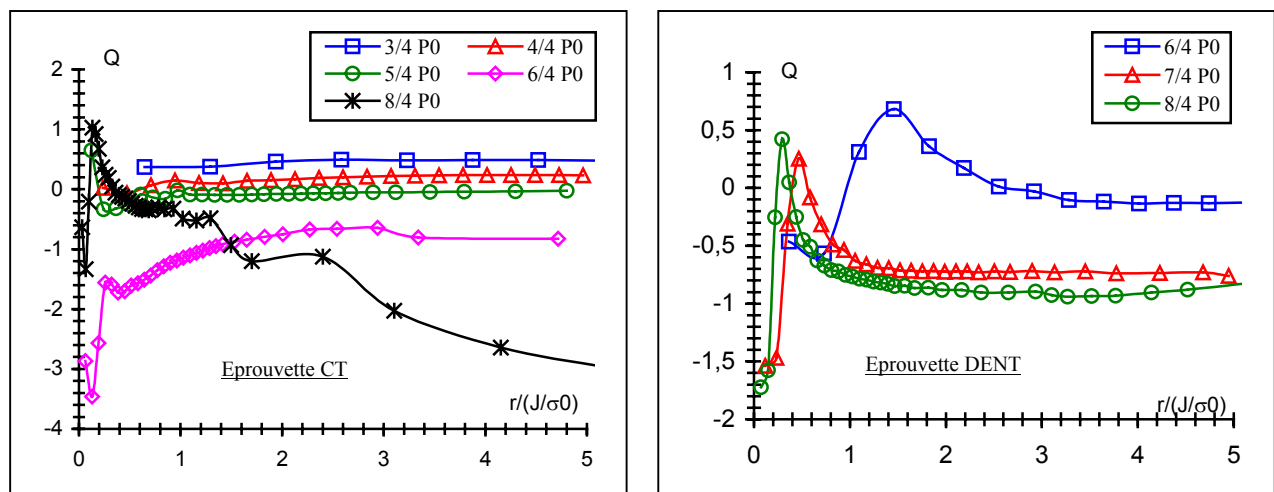 Q
3/4 P0 4/4 P0
5/4 P0 6/4 P0
8/4 P0
2
1
0
-1
-2
-3
-4
0 1 2 3 4 5
Eprouvette CT
r/(J/σ0)
Q
6/4 P0
7/4 P0
8/4 P0
1
0,5
0
-0,5
-1
-1,5
-2
0 1 2 3 4 5
Eprouvette DENT
r/(J/σ0)